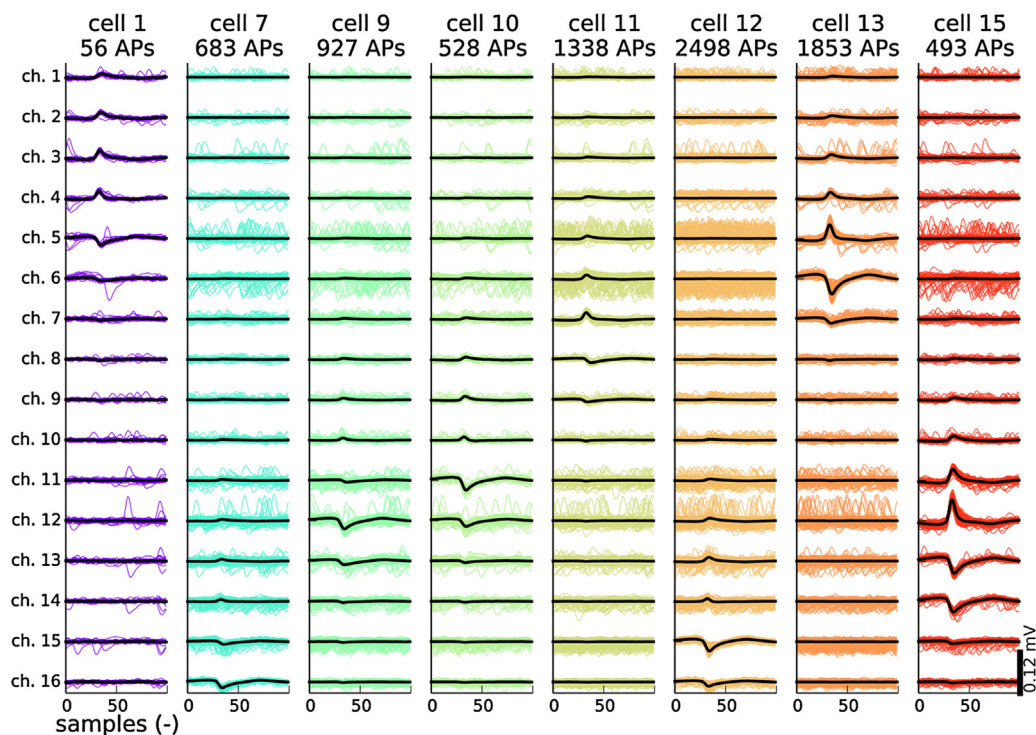 cell 1 cell 7 cell 9 cell 10 cell 11 cell 12 cell 13 cell 15
56 APs 683 APs 927 APs 528 APs 1338 APs 2498 APs 1853 APs 493 APs
ch. 1
ch. 2
ch. 3
ch. 4
ch. 5
ch. 6
ch. 7
ch. 8
ch. 9
ch. 10
ch. 11
ch. 12
ch. 13
ch. 14
ch. 15
ch. 16
0.12 mV
0 50 0 50 0 50 0 50 0 50 0 50 0 50 0 50
samples (-)